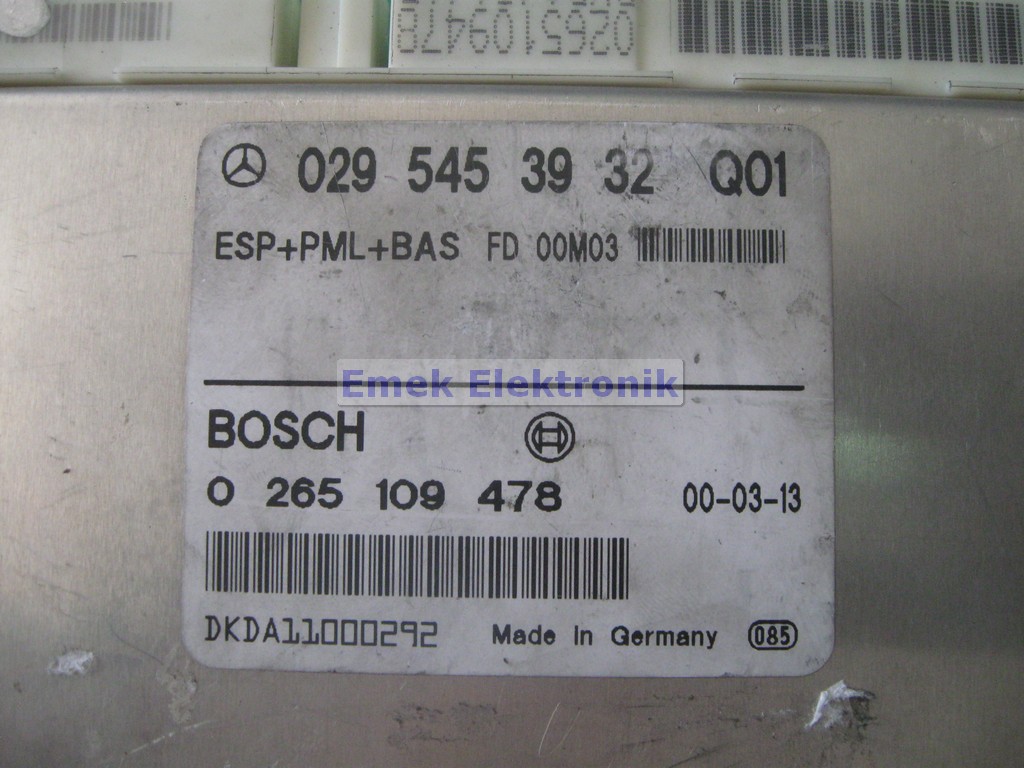 0265109478
029 545 39 32 Q01
ESP+PML+BAS FD 00M03
Emek Elektronik
BOSCH
0 265 109 478 00-03-13
DKDA11000292 Made In Germany 085